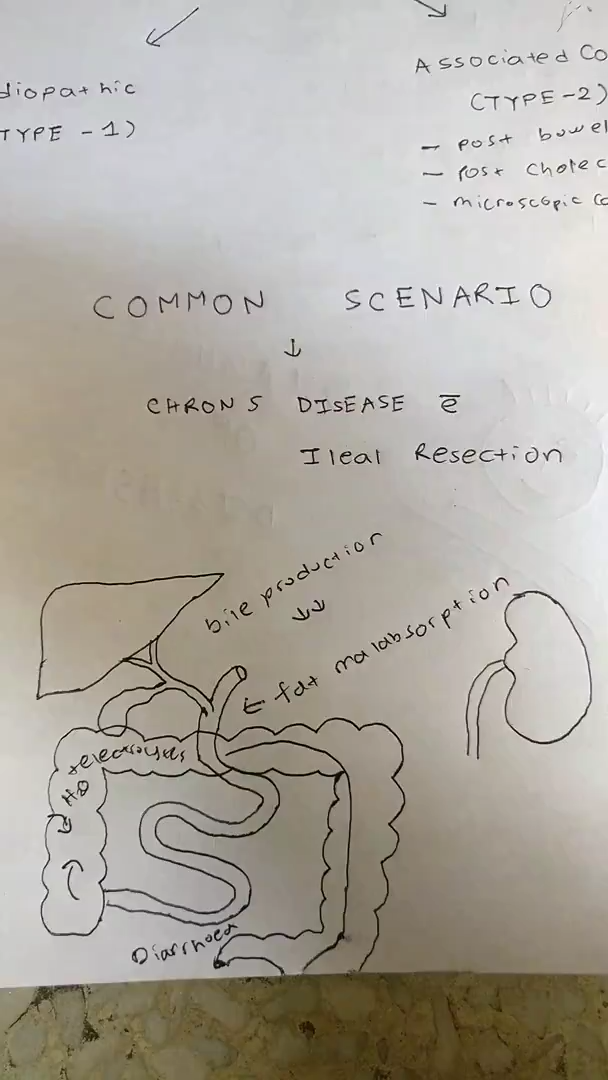 diopathic
TYPE - 1)
Associated Co
(TYPE-2)
- post bowel
- Post Cholec
- microscopic co
COMMON SCENARIO
↓
CHRONS DISEASE ē
Ileal Resection
bile production
↓↓
← fat malabsorption
+electrocytes
H2O
Diarrhoea